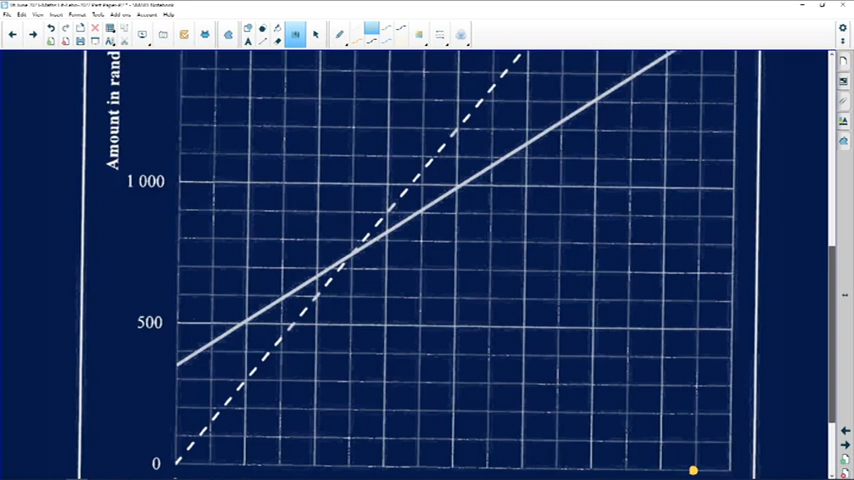 File Edit View Insert Format Tools Add-ons Account Help
Amount in rand
1 000
500
0